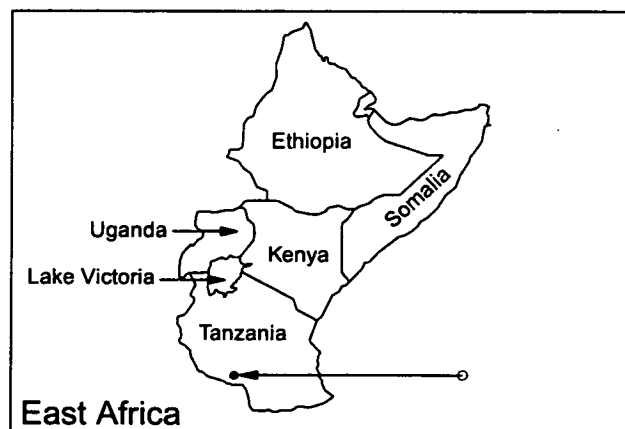 Ethiopia
Somalia
Uganda
Kenya
Lake Victoria
Tanzania
East Africa